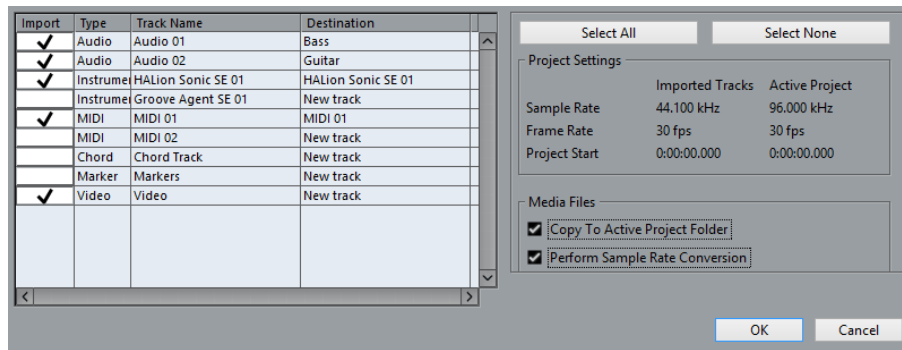 Import Type Track Name Destination
Audio Audio 01 Bass
Audio Audio 02 Guitar
Instrumen HALion Sonic SE 01 HALion Sonic SE 01
Instrumen Groove Agent SE 01 New track
MIDI MIDI 01 MIDI 01
MIDI MIDI 02 New track
Chord Chord Track New track
Marker Markers New track
Video Video New track
Select All Select None
Project Settings
Imported Tracks Active Project
Sample Rate 44.100 kHz 96.000 kHz
Frame Rate 30 fps 30 fps
Project Start 0:00:00.000 0:00:00.000
Media Files
Copy To Active Project Folder
Perform Sample Rate Conversion
OK Cancel